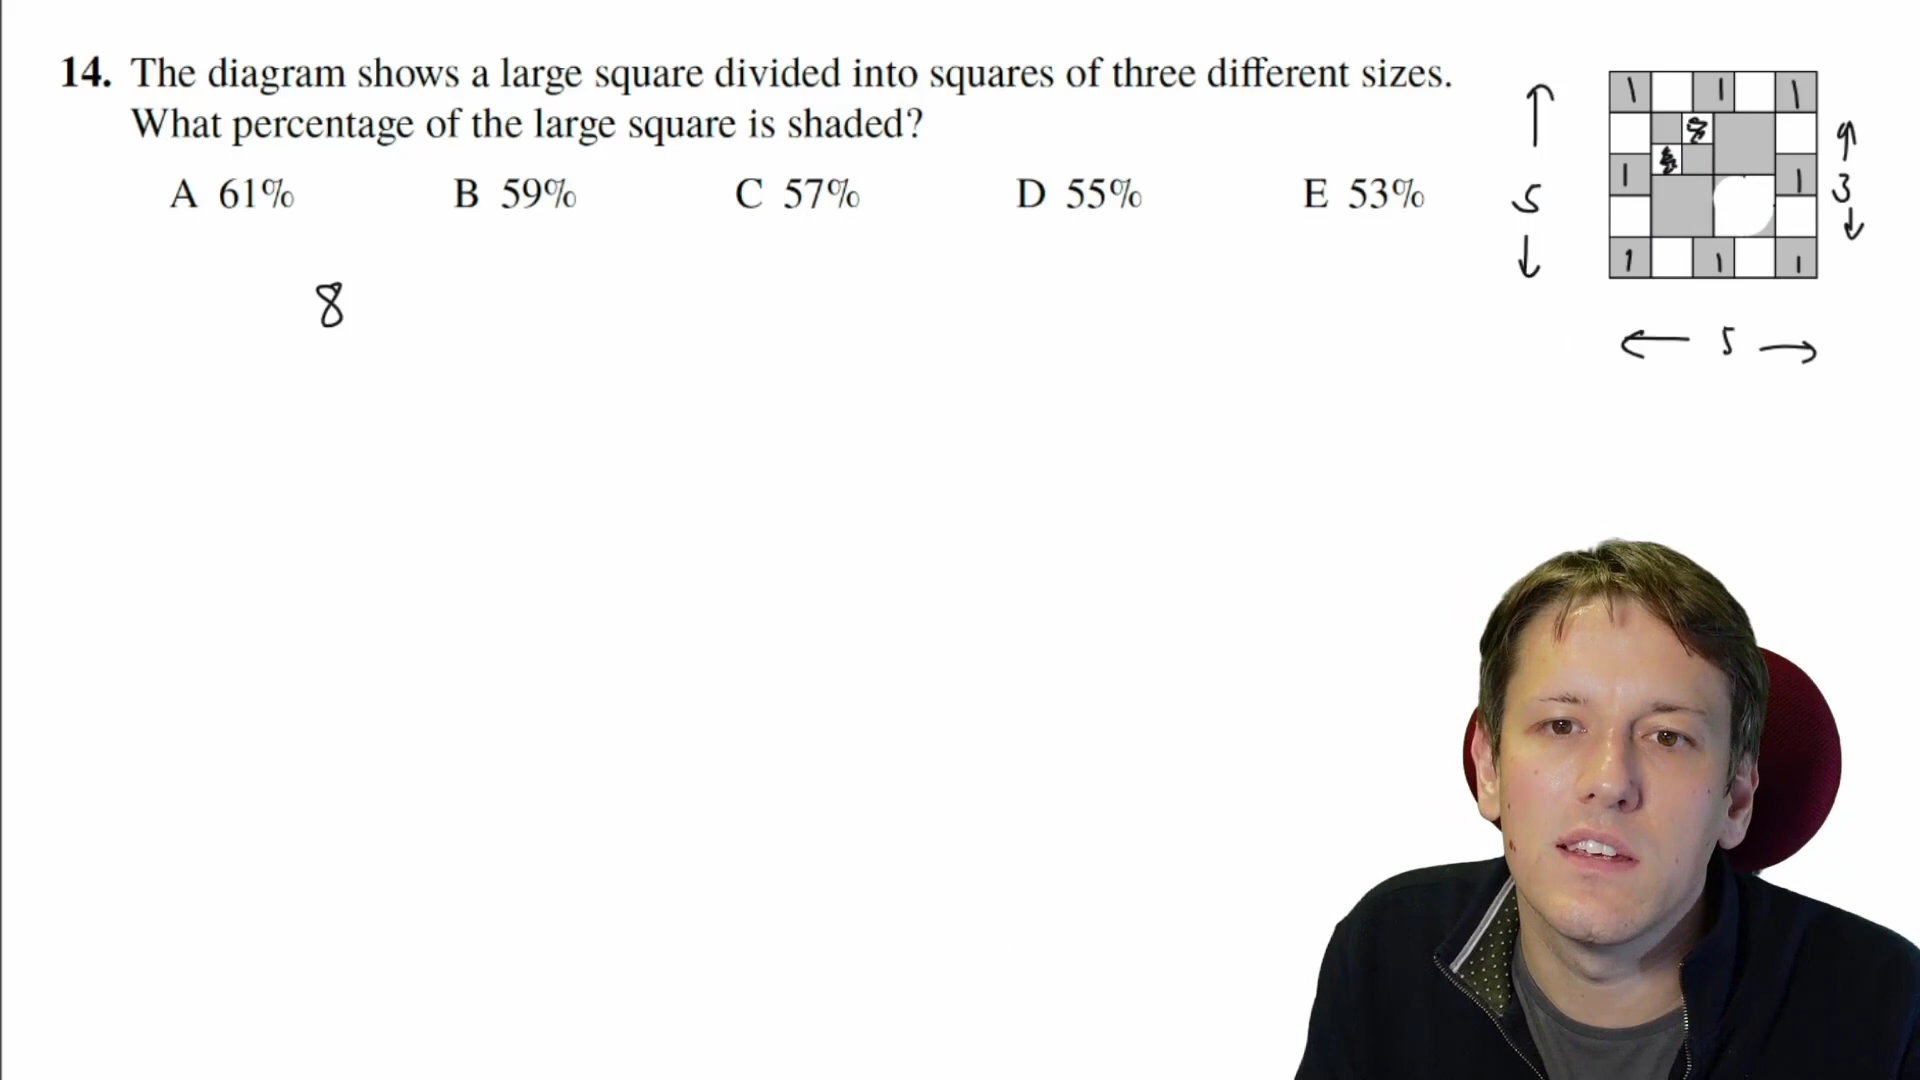 14. The diagram shows a large square divided into squares of three different sizes.
What percentage of the large square is shaded?
A 61% B 59% C 57% D 55% E 53%
8
5
3
5
1 1 1
1 1
1 1 1